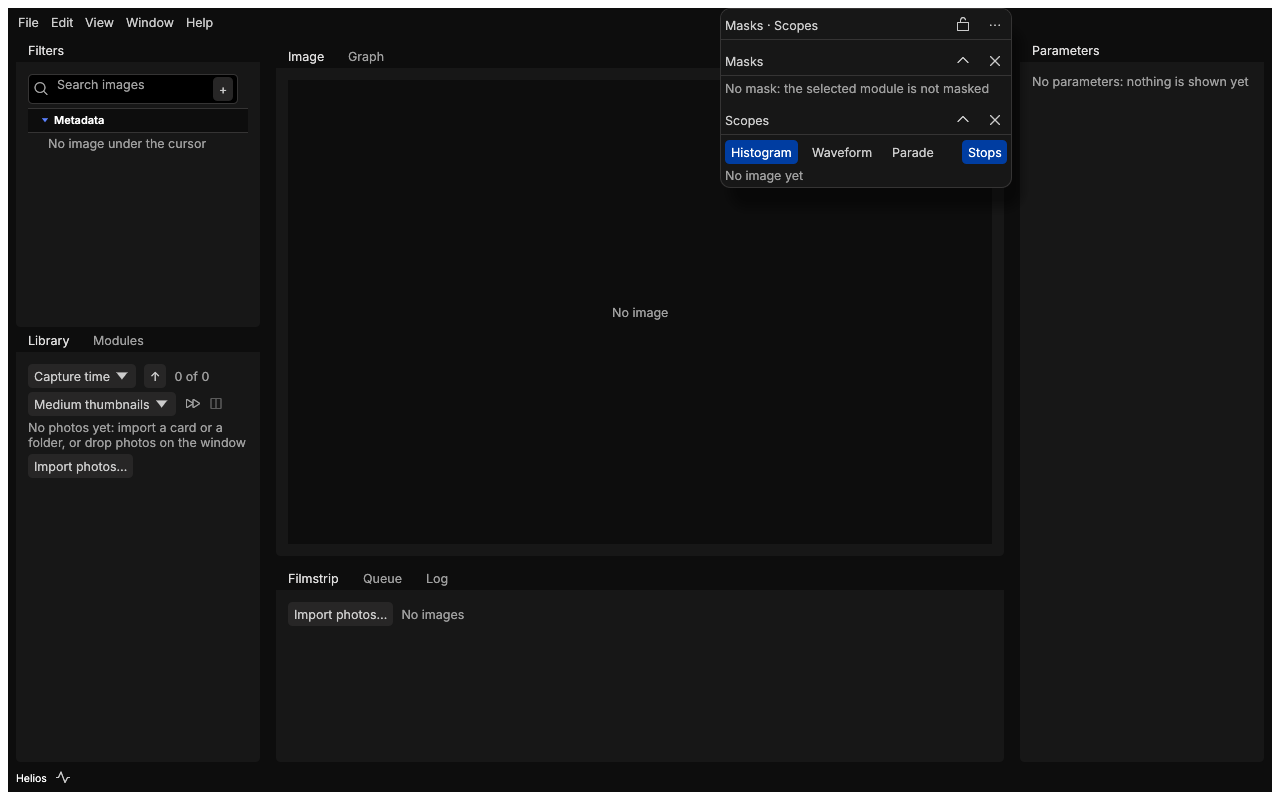 File Edit View Window Help
Filters
Search images
+
Metadata
No image under the cursor
Library Modules
Capture time 0 of 0
Medium thumbnails
No photos yet: import a card or a
folder, or drop photos on the window
Import photos...
Image Graph
No image
Masks · Scopes
Masks
No mask: the selected module is not masked
Scopes
Histogram Waveform Parade Stops
No image yet
Filmstrip Queue Log
Import photos... No images
Parameters
No parameters: nothing is shown yet
Helios